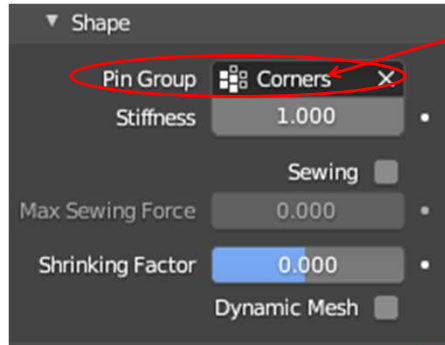 Shape
Pin Group Corners
Stiffness 1.000
Sewing
Max Sewing Force 0.000
Shrinking Factor 0.000
Dynamic Mesh